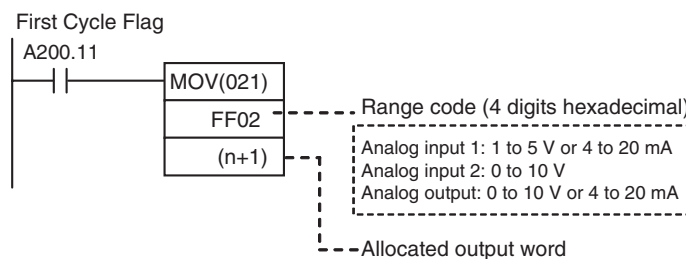 First Cycle Flag
A200.11
MOV(021)
FF02
(n+1)
Range code (4 digits hexadecimal)
Analog input 1: 1 to 5 V or 4 to 20 mA
Analog input 2: 0 to 10 V
Analog output: 0 to 10 V or 4 to 20 mA
Allocated output word